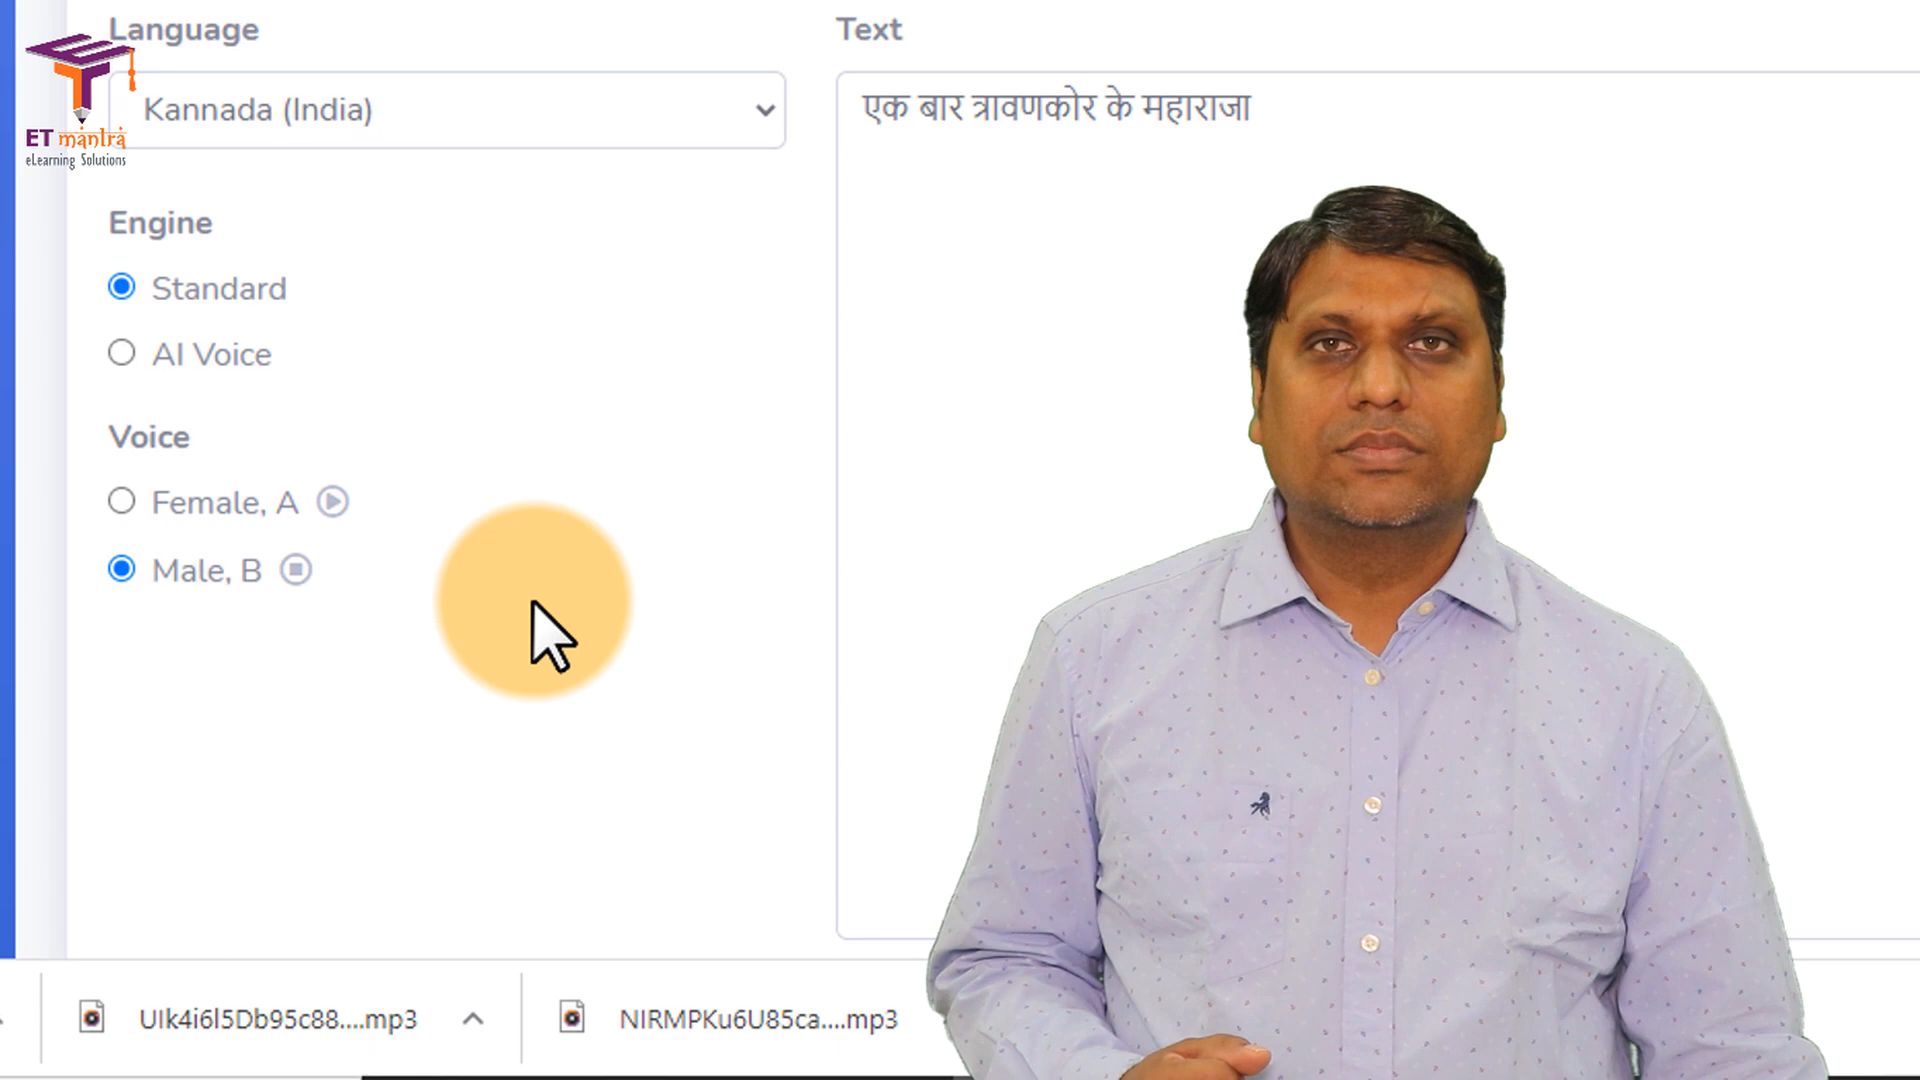 Language
Text
Kannada (India)
एक बार त्रावणकोर के महाराजा
ET mantra
eLearning Solutions
Engine
Standard
AI Voice
Voice
Female, A
Male, B
UIk4i6l5Db95c88....mp3
NIRMPKu6U85ca....mp3